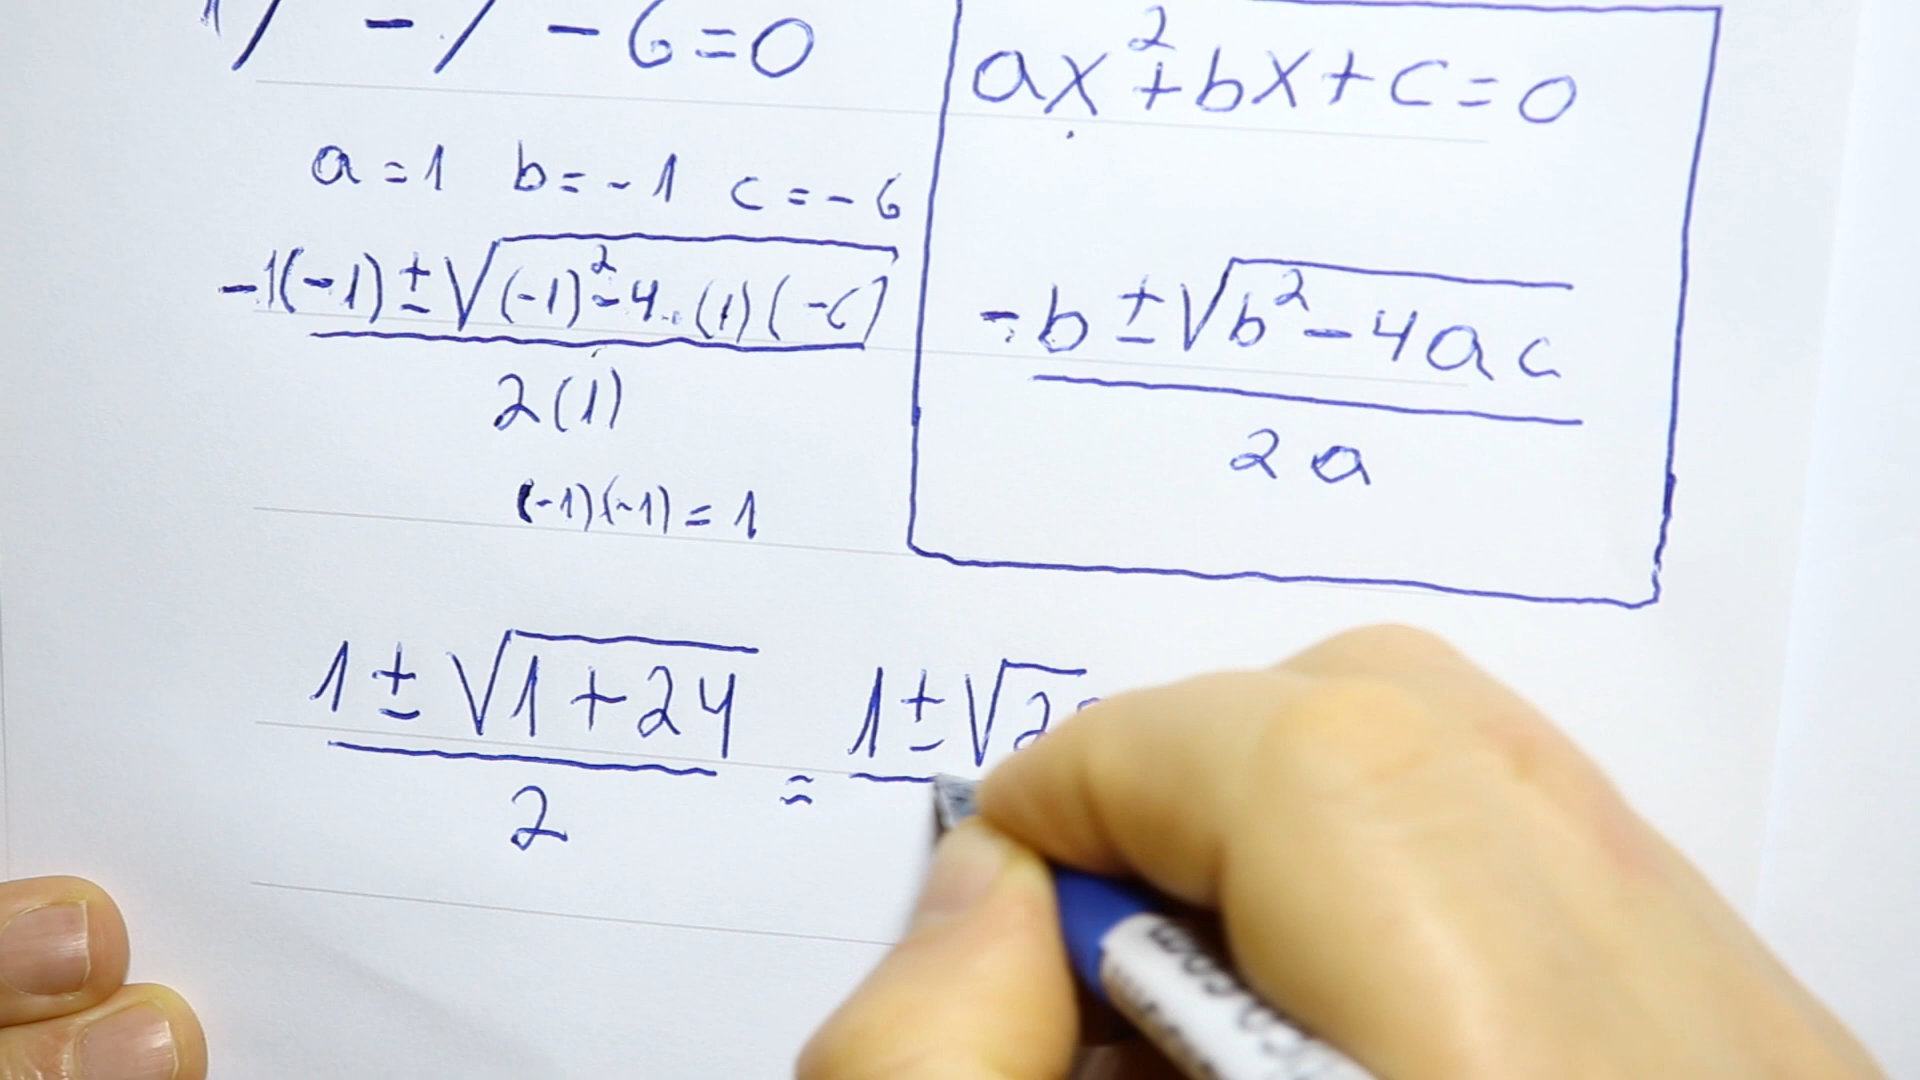 - - 6=0
ax²+bx+c=0
a=1 b=-1 c=-6
-1(-1)±√(-1)²-4.(1)(-6)
2(1)
-b±√b²-4ac
2a
(-1)(-1)=1
1±√1+24 = 1±√2
2